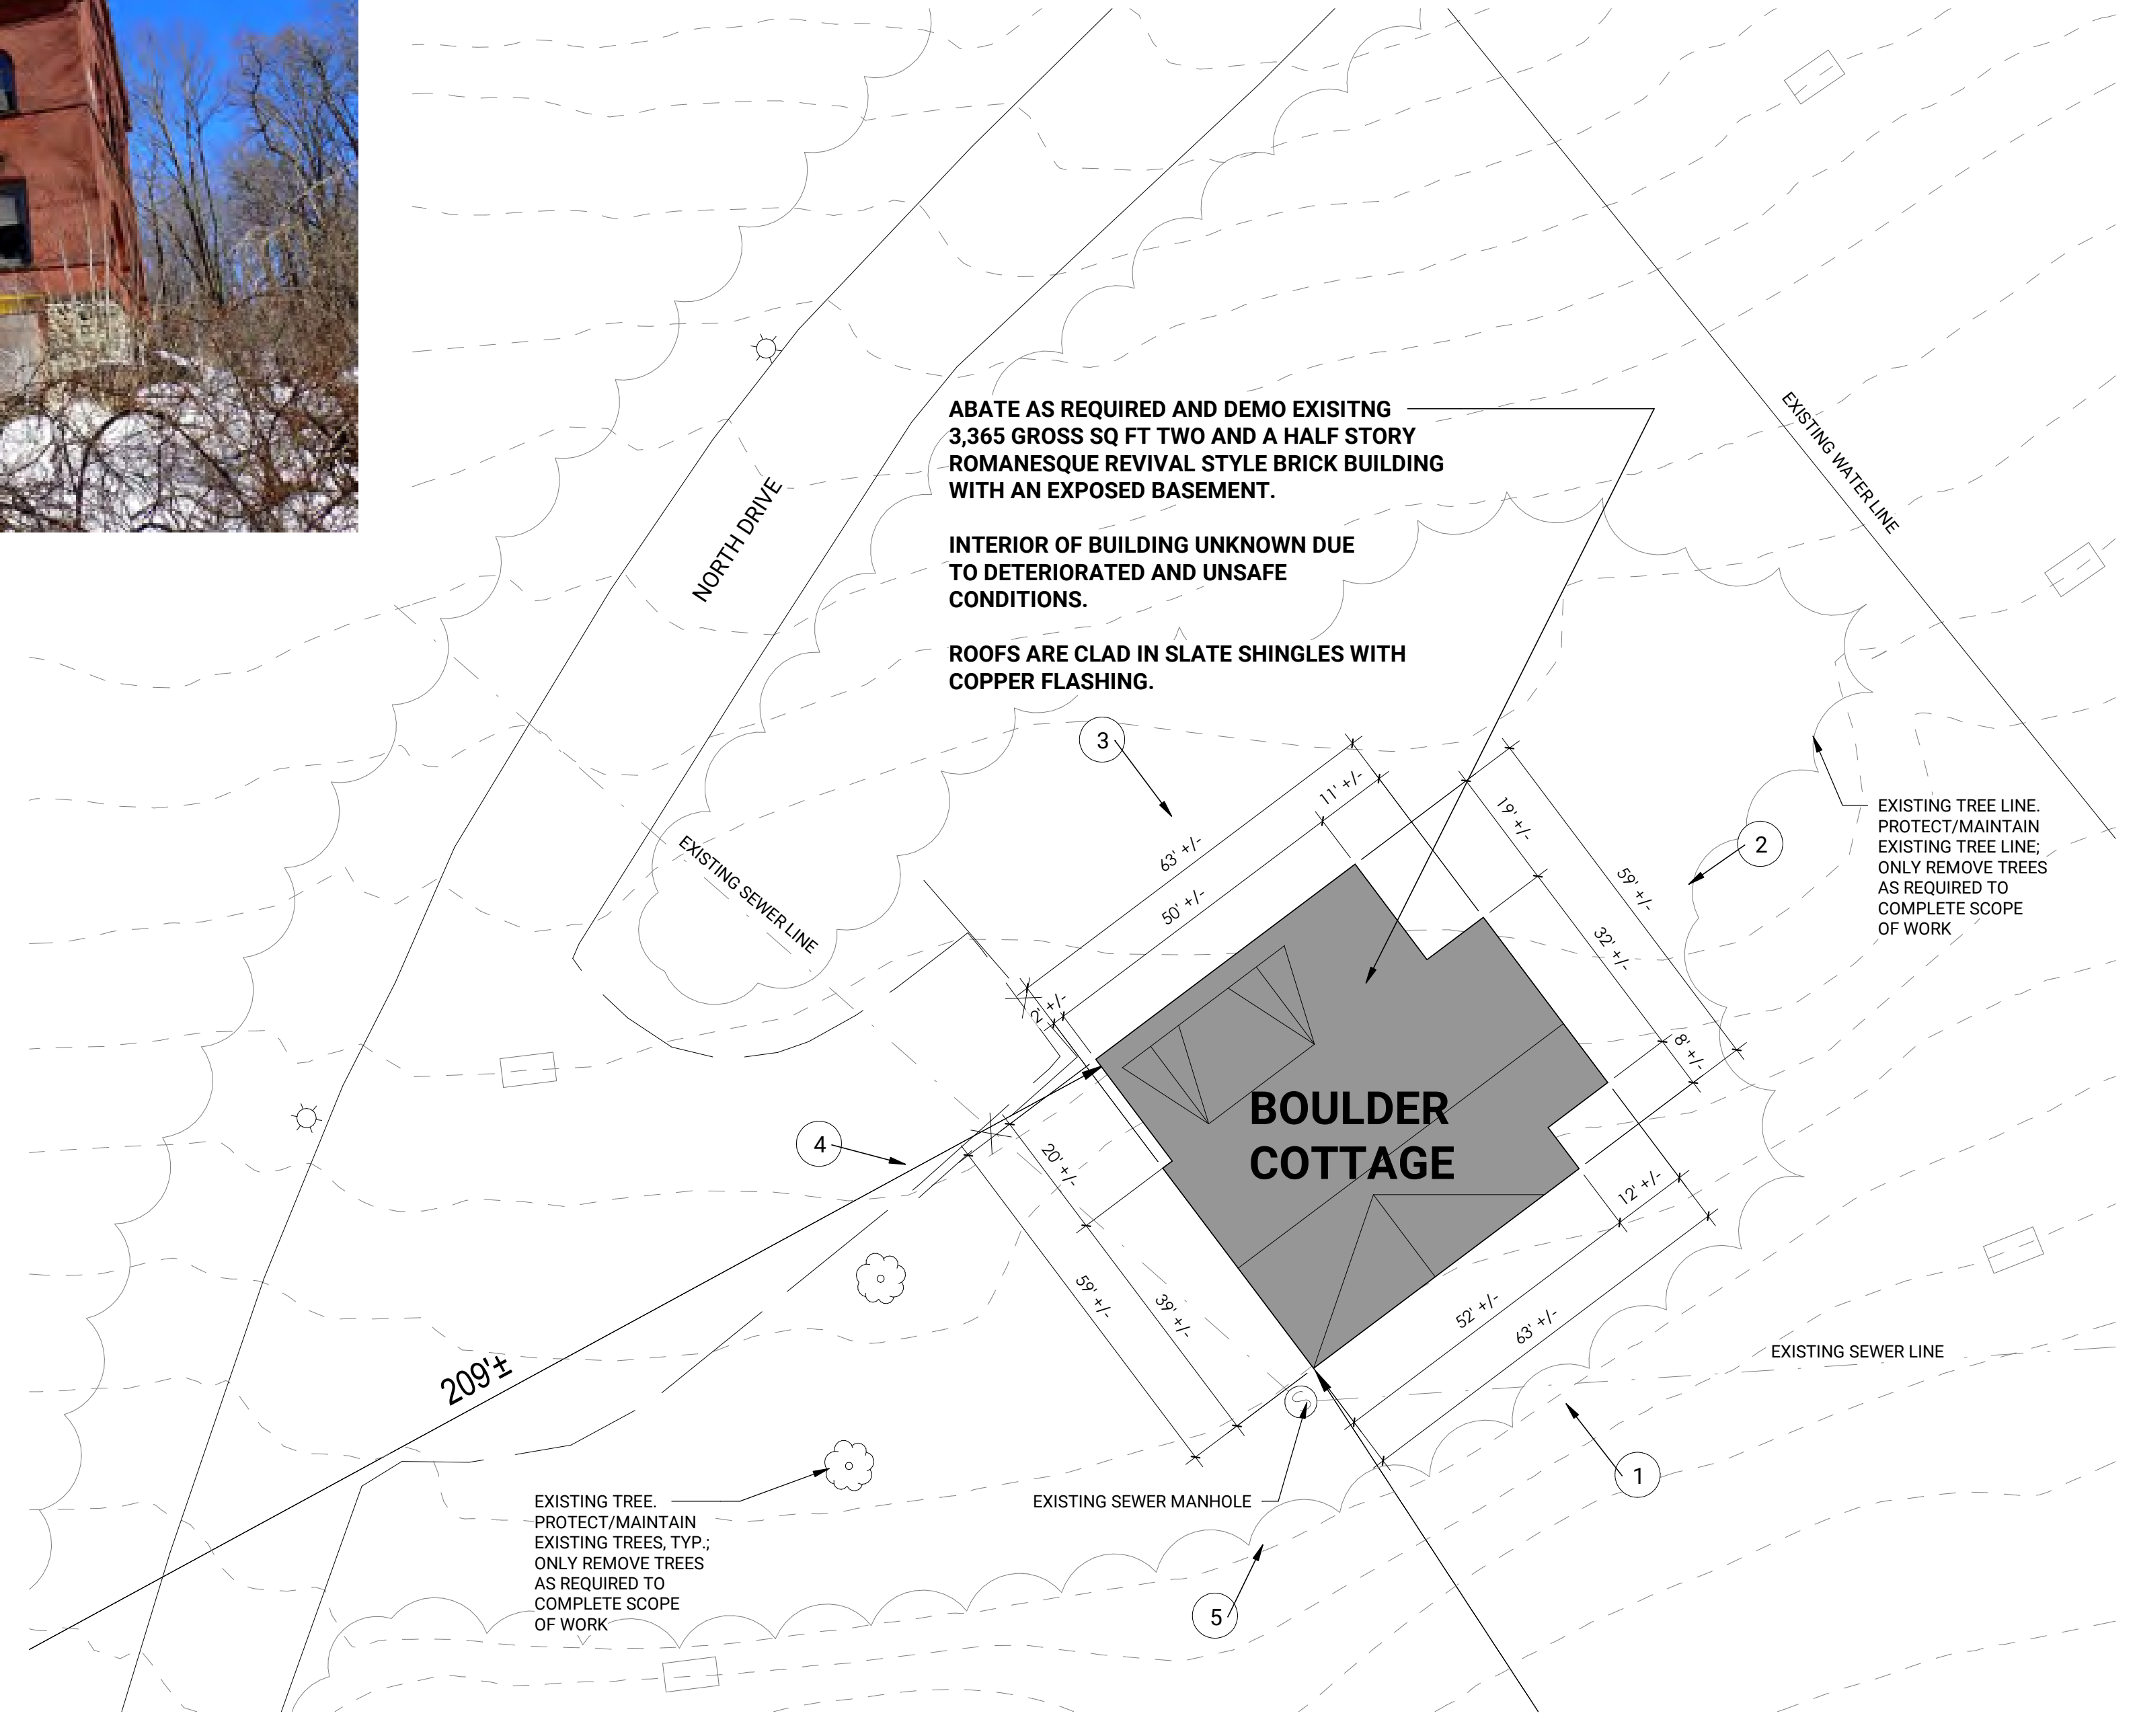 ABATE AS REQUIRED AND DEMO EXISITNG
3,365 GROSS SQ FT TWO AND A HALF STORY
ROMANESQUE REVIVAL STYLE BRICK BUILDING
WITH AN EXPOSED BASEMENT.
INTERIOR OF BUILDING UNKNOWN DUE
TO DETERIORATED AND UNSAFE
CONDITIONS.
ROOFS ARE CLAD IN SLATE SHINGLES WITH
COPPER FLASHING.
EXISTING WATER LINE
NORTH DRIVE
3
63' +/-
11' +/-
50' +/-
2' +/-
19' +/-
59' +/-
32' +/-
8' +/-
2
EXISTING TREE LINE.
PROTECT/MAINTAIN
EXISTING TREE LINE;
ONLY REMOVE TREES
AS REQUIRED TO
COMPLETE SCOPE
OF WORK
EXISTING SEWER LINE
BOULDER
COTTAGE
4
20' +/-
59' +/-
39' +/-
12' +/-
52' +/-
63' +/-
EXISTING SEWER LINE
209'±
S
1
EXISTING SEWER MANHOLE
EXISTING TREE.
PROTECT/MAINTAIN
EXISTING TREES, TYP.;
ONLY REMOVE TREES
AS REQUIRED TO
COMPLETE SCOPE
OF WORK
5